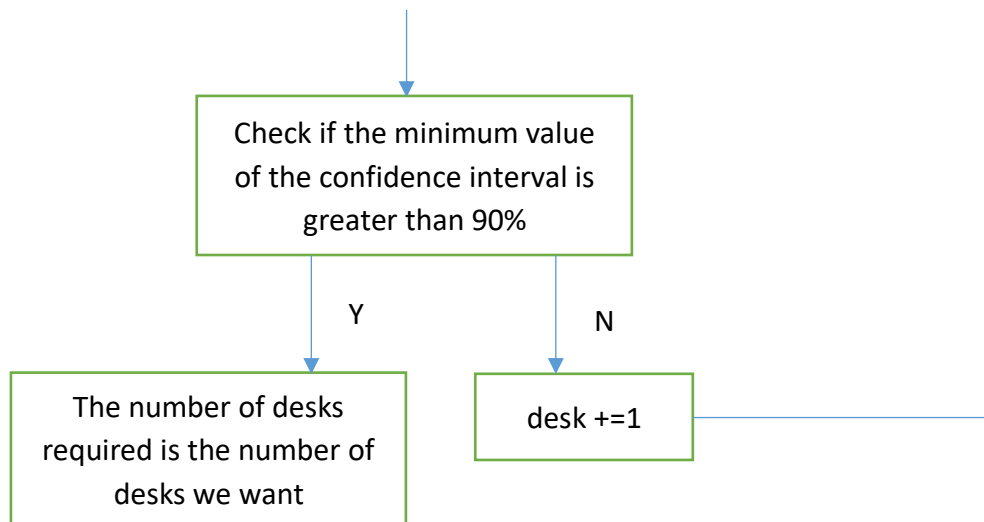 Check if the minimum value
of the confidence interval is
greater than 90%
Y
N
The number of desks
required is the number of
desks we want
desk +=1